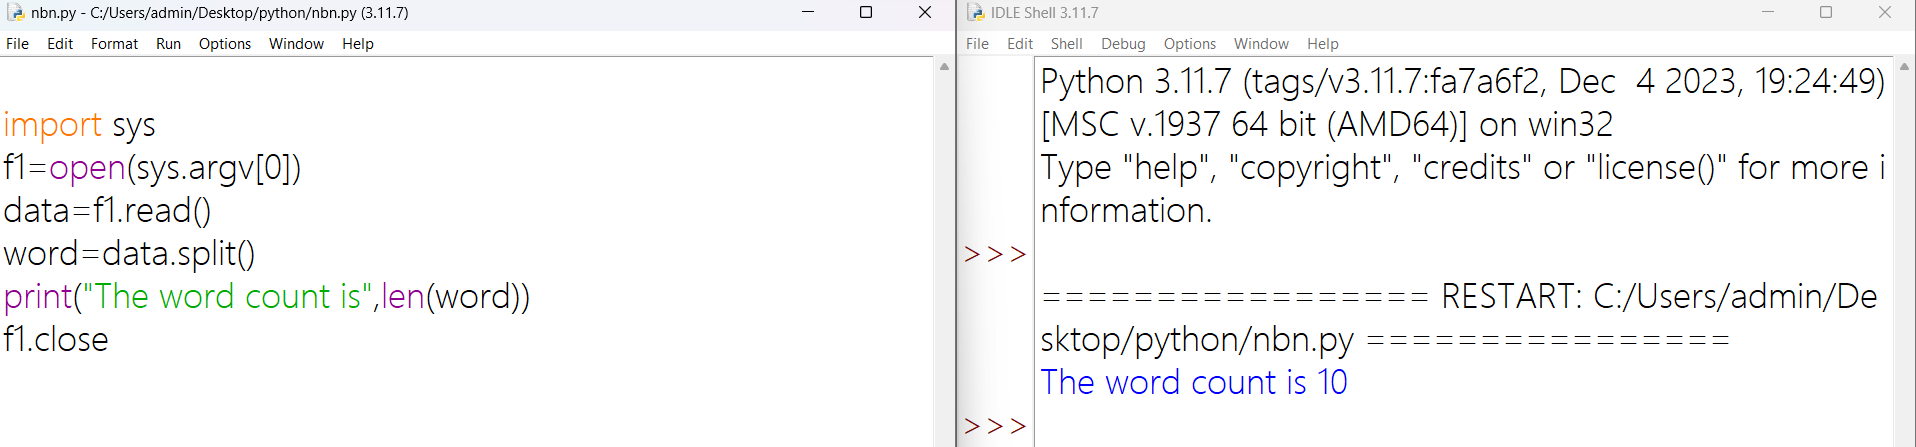 nbn.py - C:/Users/admin/Desktop/python/nbn.py (3.11.7)
File Edit Format Run Options Window Help
import sys
f1=open(sys.argv[0])
data=f1.read()
word=data.split()
print("The word count is",len(word))
f1.close
IDLE Shell 3.11.7
File Edit Shell Debug Options Window Help
Python 3.11.7 (tags/v3.11.7:fa7a6f2, Dec  4 2023, 19:24:49)
[MSC v.1937 64 bit (AMD64)] on win32
Type "help", "copyright", "credits" or "license()" for more i
nformation.
>>>
================= RESTART: C:/Users/admin/De
sktop/python/nbn.py ================
The word count is 10
>>>